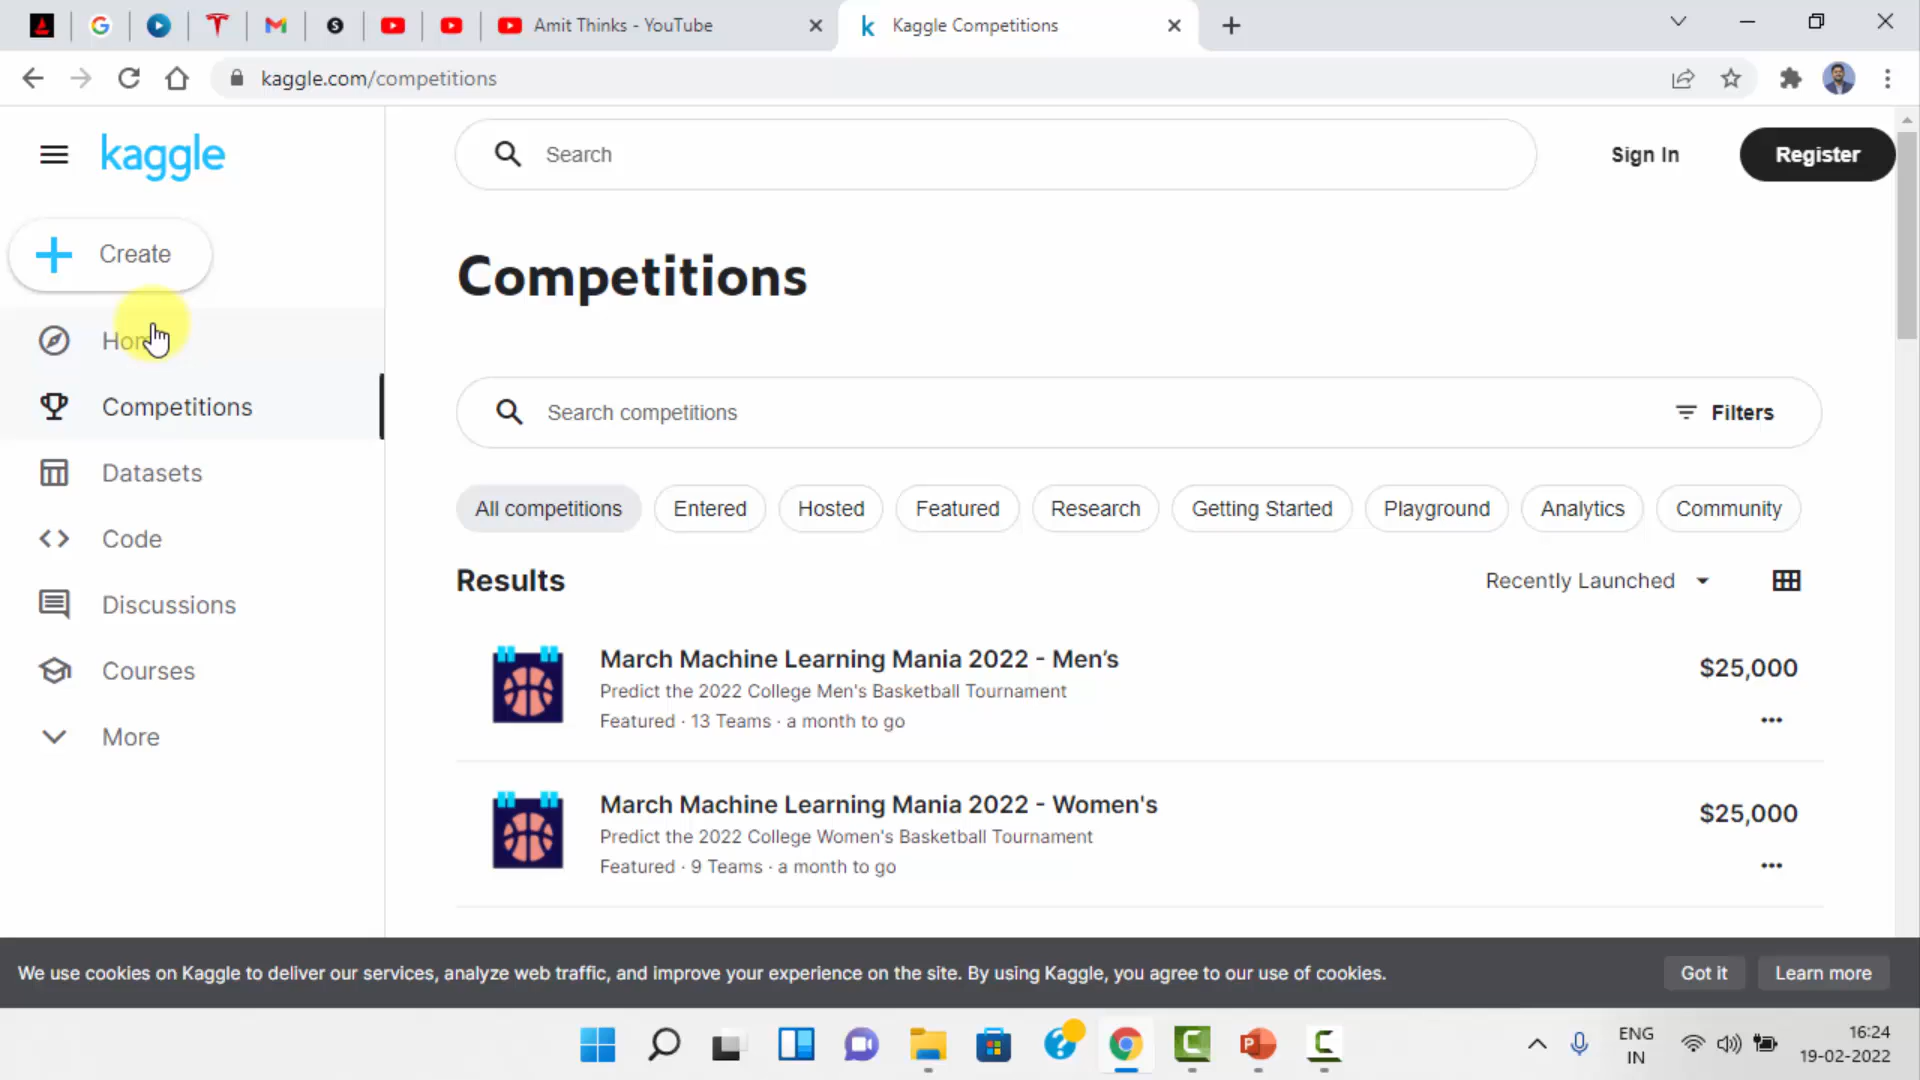 Amit Thinks - YouTube
Kaggle Competitions
kaggle.com/competitions
kaggle
Search
Sign In
Register
Create
Home
Competitions
Datasets
Code
Discussions
Courses
More
Competitions
Search competitions
Filters
All competitions
Entered
Hosted
Featured
Research
Getting Started
Playground
Analytics
Community
Results
Recently Launched
March Machine Learning Mania 2022 - Men's
Predict the 2022 College Men's Basketball Tournament
Featured · 13 Teams · a month to go
$25,000
March Machine Learning Mania 2022 - Women's
Predict the 2022 College Women's Basketball Tournament
Featured · 9 Teams · a month to go
$25,000
We use cookies on Kaggle to deliver our services, analyze web traffic, and improve your experience on the site. By using Kaggle, you agree to our use of cookies.
Got it
Learn more
ENG
IN
16:24
19-02-2022